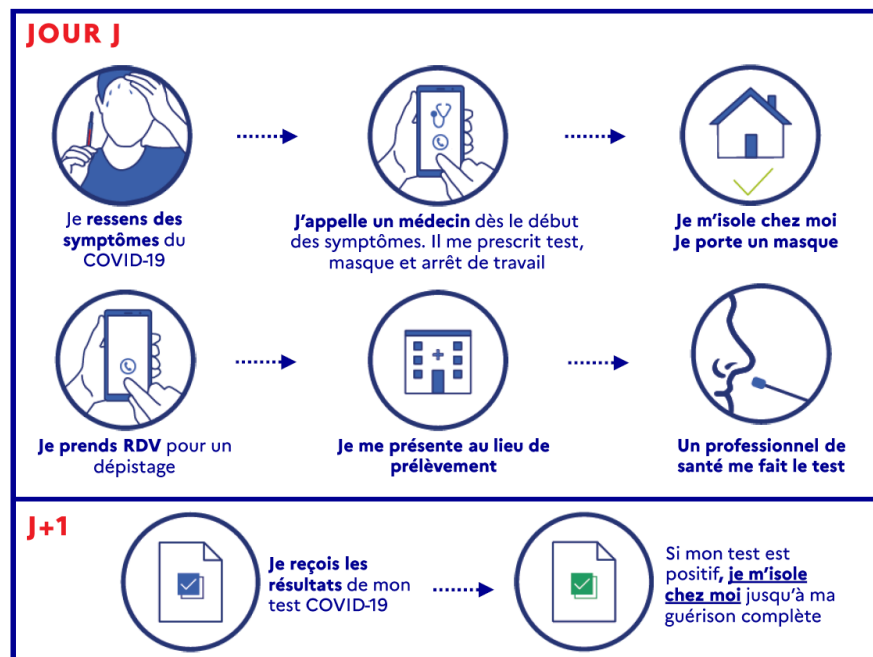 JOUR J
Je ressens des
symptômes du
COVID-19
J'appelle un médecin dès le début
des symptômes. Il me prescrit test,
masque et arrêt de travail
Je m'isole chez moi
Je porte un masque
Je prends RDV pour un
dépistage
Je me présente au lieu de
prélèvement
Un professionnel de
santé me fait le test
J+1
Je reçois les
résultats de mon
test COVID-19
Si mon test est
positif, je m'isole
chez moi jusqu'à ma
guérison complète